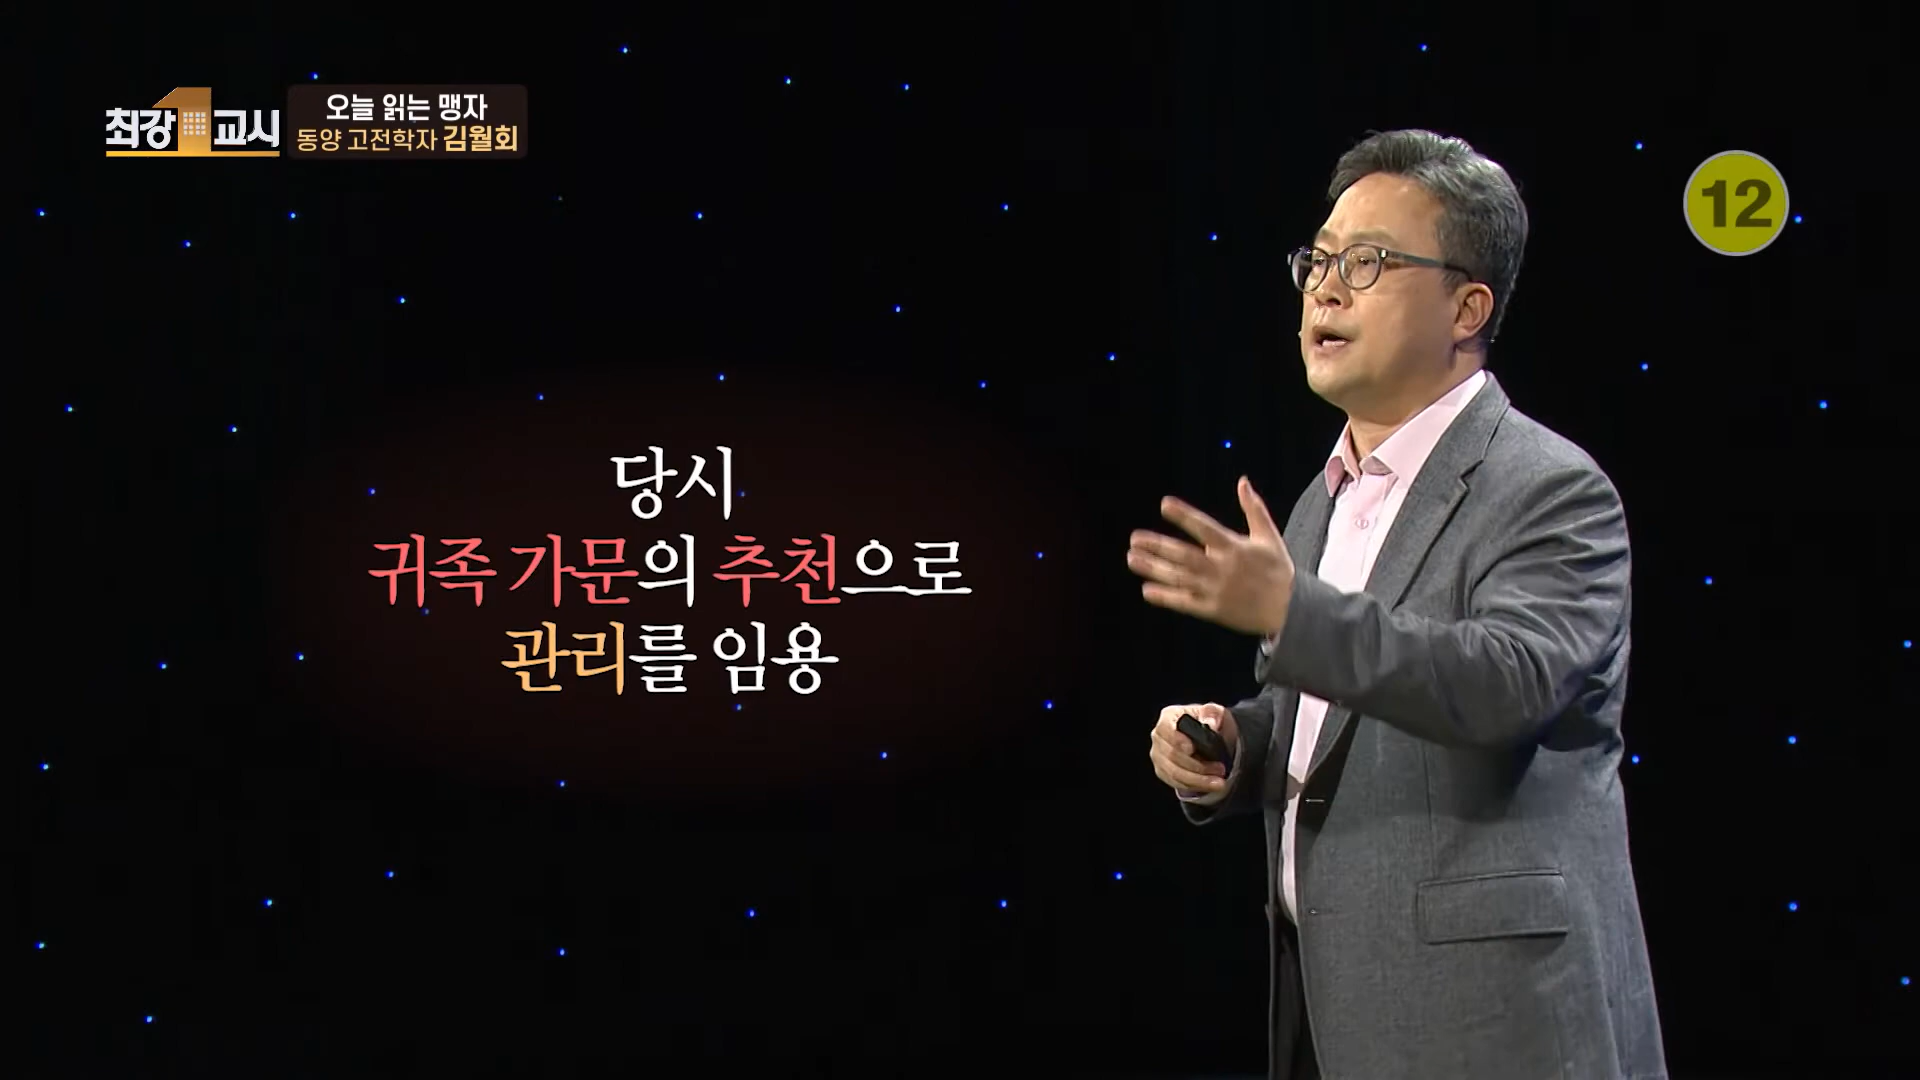 최강1교시
오늘 읽는 맹자
동양 고전학자 김월회
12
당시
귀족 가문의 추천으로
관리를 임용